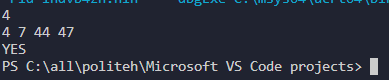 4
4 7 44 47
YES
PS C:\all\politeh\Microsoft VS Code projects>